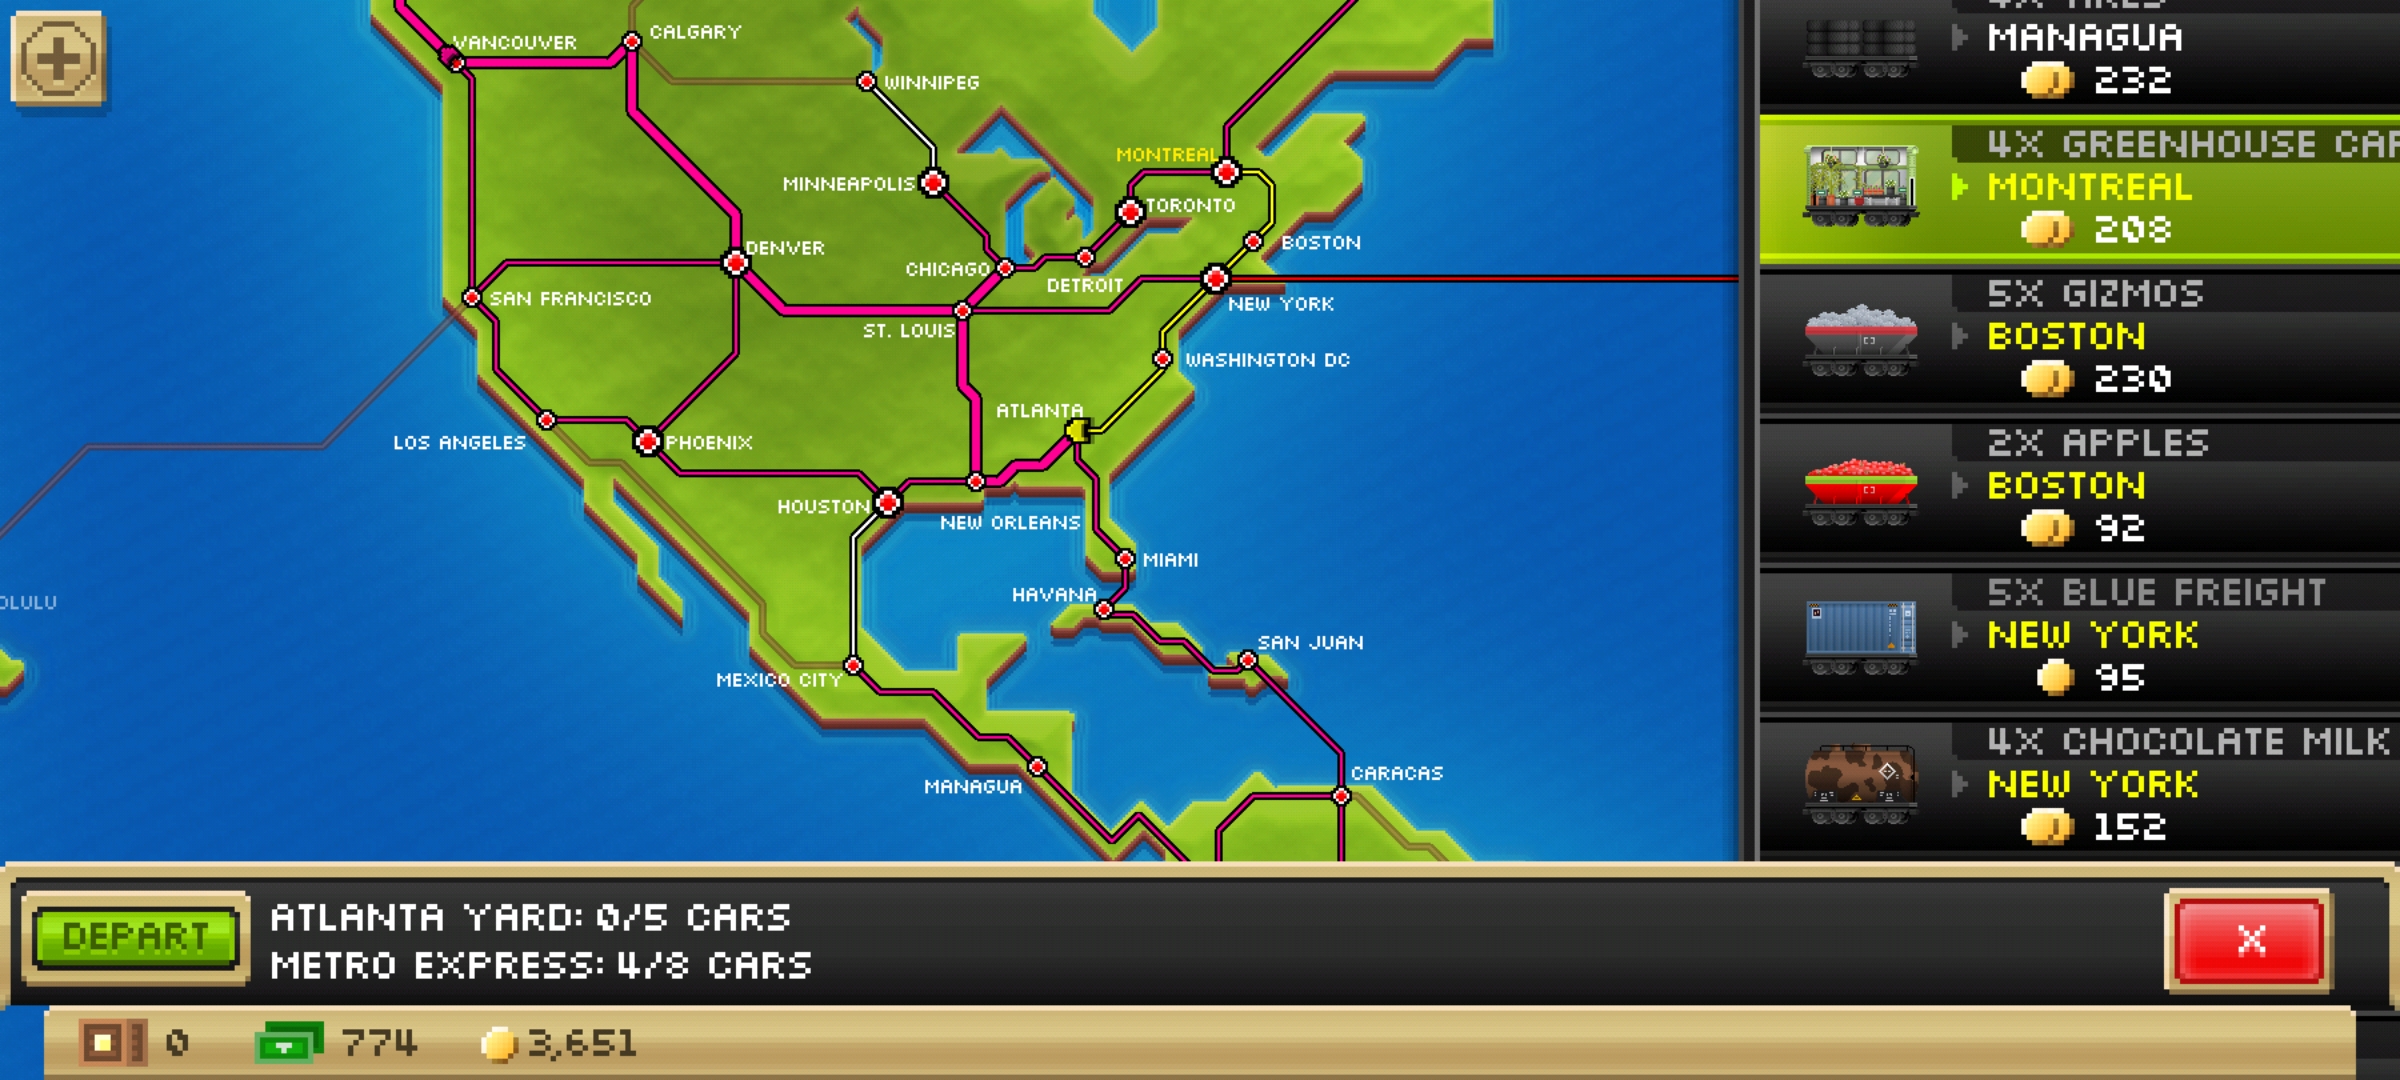 VANCOUVER
CALGARY
WINNIPEG
MONTREAL
MINNEAPOLIS
TORONTO
DENVER
BOSTON
CHICAGO
DETROIT
SAN FRANCISCO
NEW YORK
ST. LOUIS
WASHINGTON DC
ATLANTA
LOS ANGELES
PHOENIX
HOUSTON
NEW ORLEANS
MIAMI
HAVANA
OLULU
SAN JUAN
MEXICO CITY
CARACAS
MANAGUA
4X TIRES
MANAGUA
232
4X GREENHOUSE CAR
MONTREAL
208
5X GIZMOS
BOSTON
230
2X APPLES
BOSTON
92
5X BLUE FREIGHT
NEW YORK
95
4X CHOCOLATE MILK
NEW YORK
152
DEPART
ATLANTA YARD: 0/5 CARS
METRO EXPRESS: 4/8 CARS
X
0
774
3,651